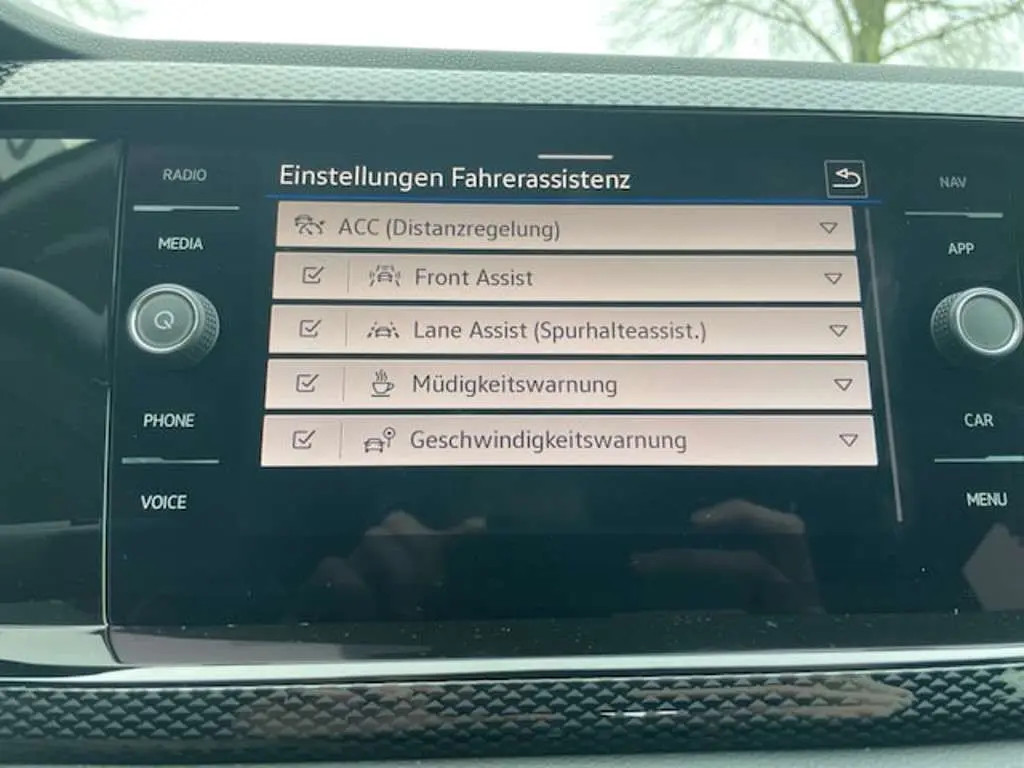 Einstellungen Fahrerassistenz
RADIO
MEDIA
PHONE
VOICE
ACC (Distanzregelung)
Front Assist
Lane Assist (Spurhalteassist.)
Müdigkeitswarnung
Geschwindigkeitswarnung
NAV
APP
CAR
MENU